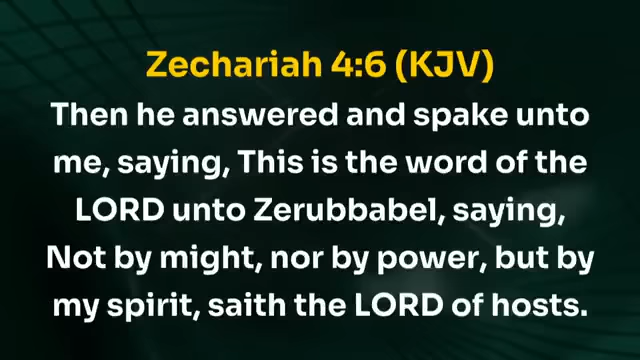 Zechariah 4:6 (KJV)
Then he answered and spake unto
me, saying, This is the word of the
LORD unto Zerubbabel, saying,
Not by might, nor by power, but by
my spirit, saith the LORD of hosts.